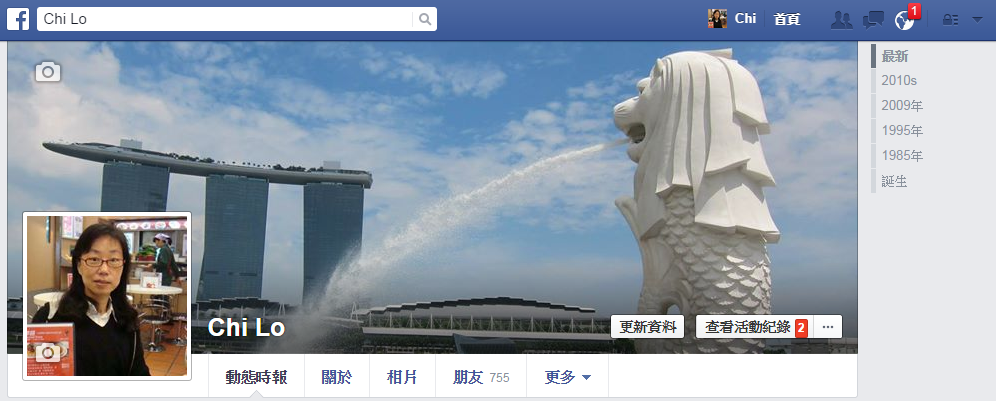 f Chi Lo Chi 首頁 1
最新
2010s
2009年
1995年
1985年
誕生
Chi Lo 更新資料 查看活動紀錄 2 ...
動態時報 關於 相片 朋友 755 更多